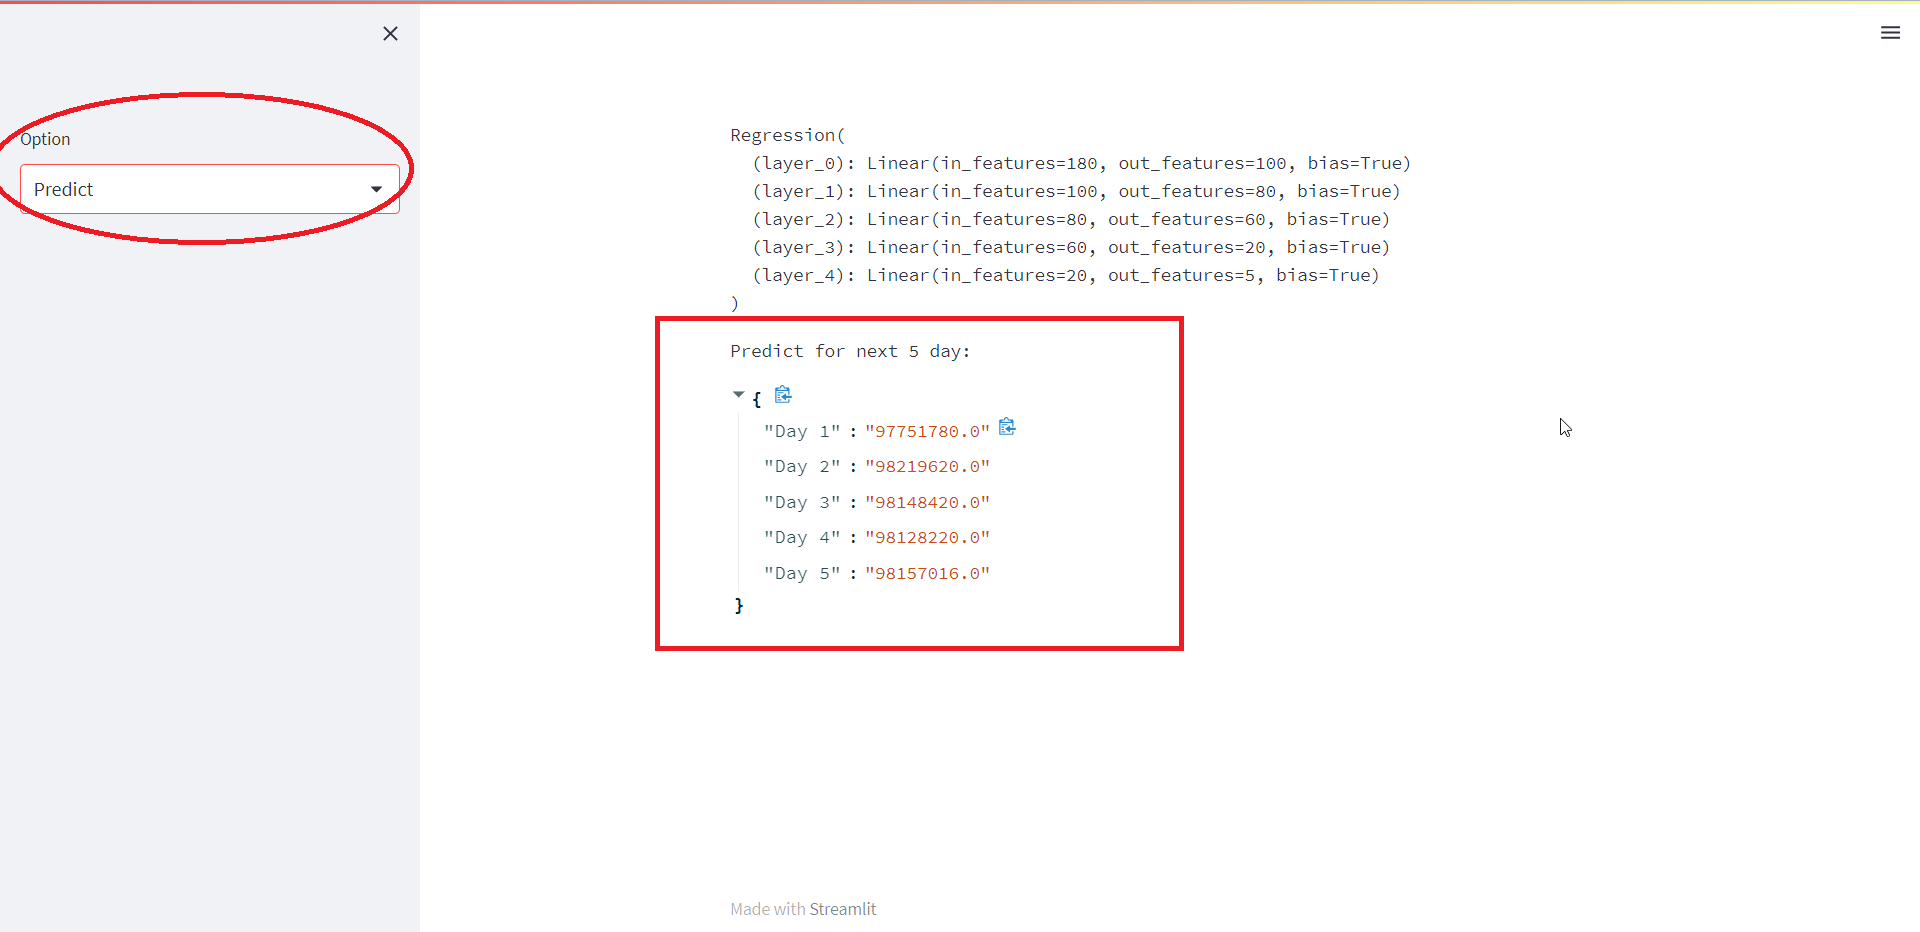 Option
Predict
Regression(
(layer_0): Linear(in_features=180, out_features=100, bias=True)
(layer_1): Linear(in_features=100, out_features=80, bias=True)
(layer_2): Linear(in_features=80, out_features=60, bias=True)
(layer_3): Linear(in_features=60, out_features=20, bias=True)
(layer_4): Linear(in_features=20, out_features=5, bias=True)
)
Predict for next 5 day:
{
"Day 1" : "97751780.0"
"Day 2" : "98219620.0"
"Day 3" : "98148420.0"
"Day 4" : "98128220.0"
"Day 5" : "98157016.0"
}
Made with Streamlit